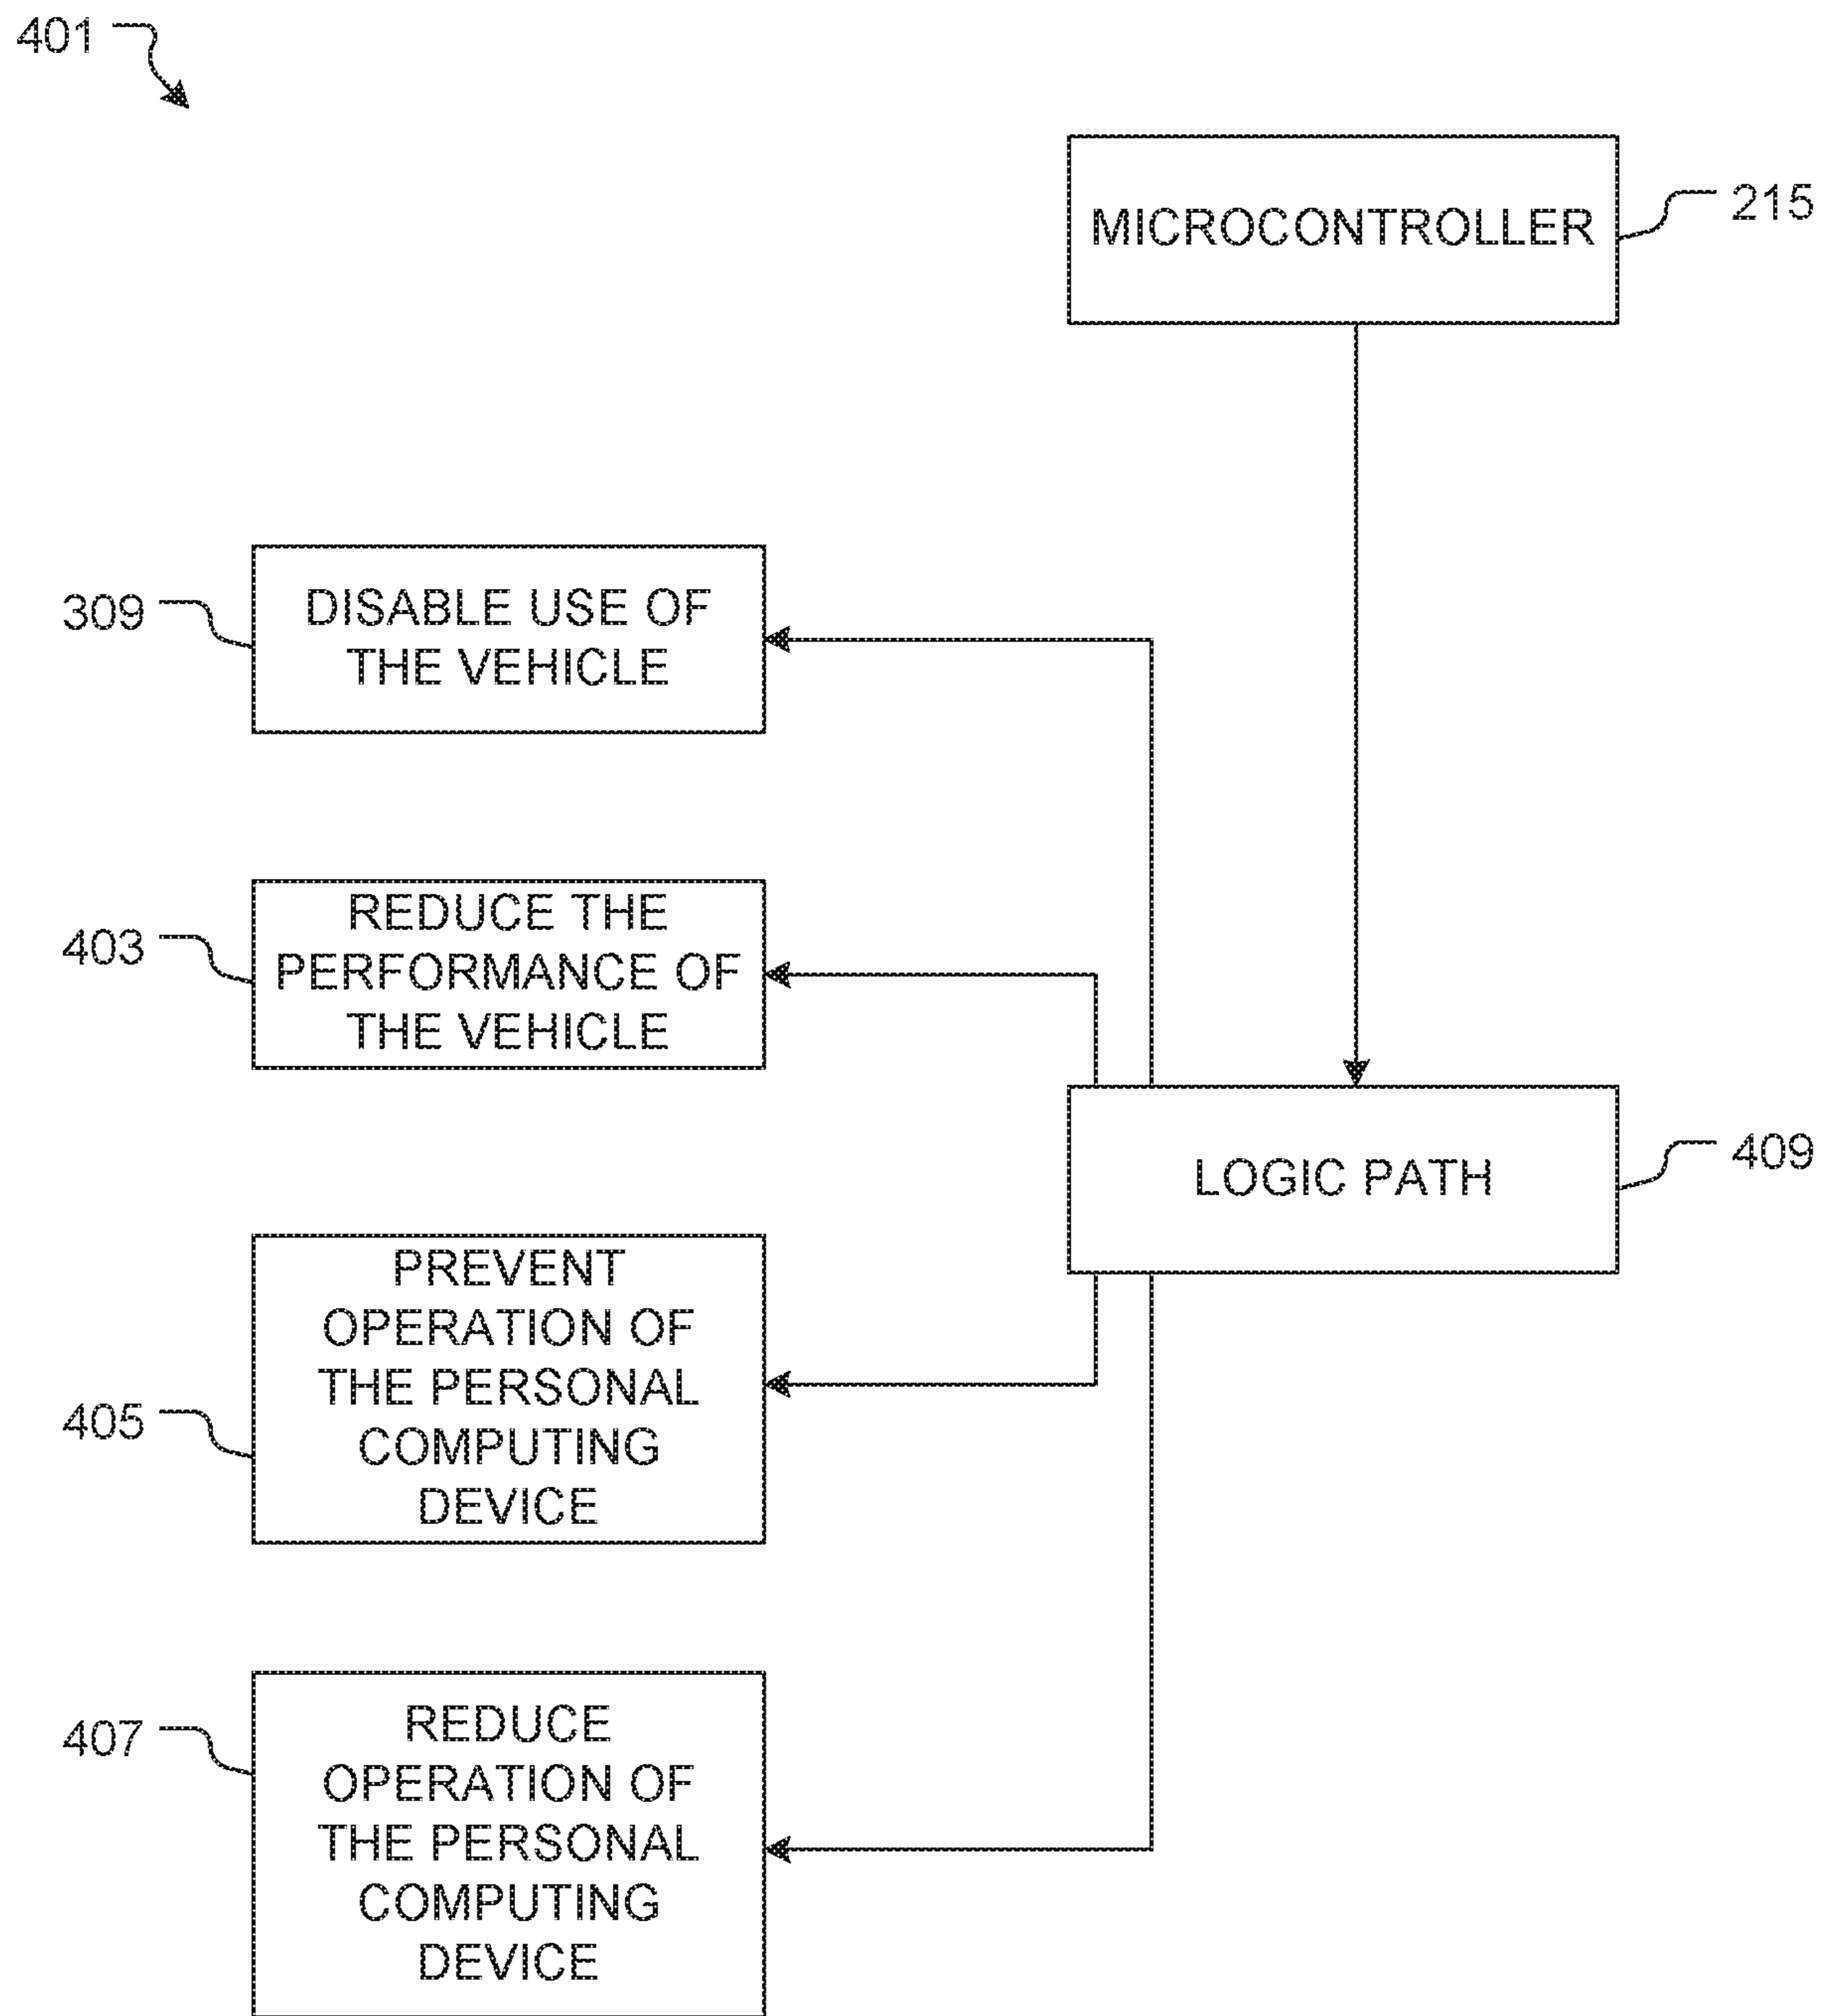 401
MICROCONTROLLER
215
309
DISABLE USE OF
THE VEHICLE
403
REDUCE THE
PERFORMANCE OF
THE VEHICLE
LOGIC PATH
409
405
PREVENT
OPERATION OF
THE PERSONAL
COMPUTING
DEVICE
407
REDUCE
OPERATION OF
THE PERSONAL
COMPUTING
DEVICE